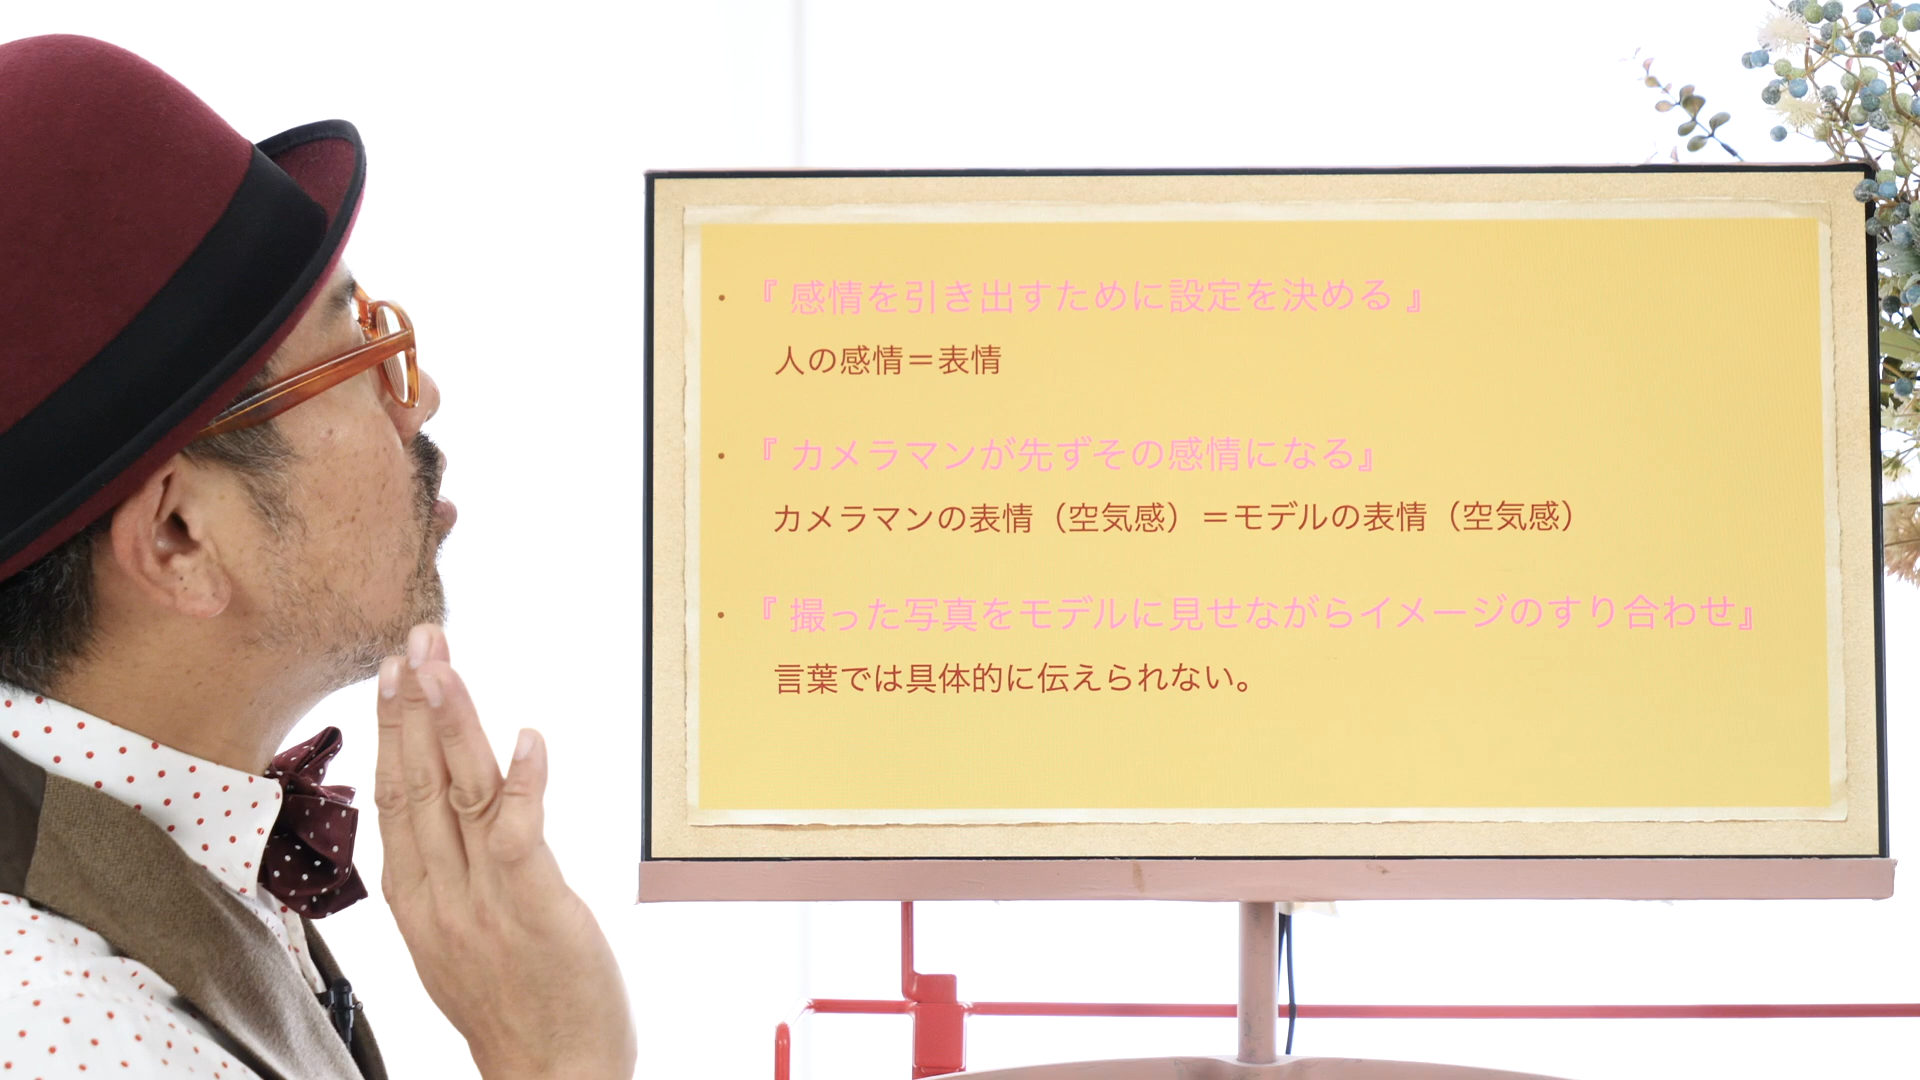 ・『 感情を引き出すために設定を決める 』
人の感情＝表情
・『 カメラマンが先ずその感情になる』
カメラマンの表情（空気感）＝モデルの表情（空気感）
・『 撮った写真をモデルに見せながらイメージのすり合わせ』
言葉では具体的に伝えられない。